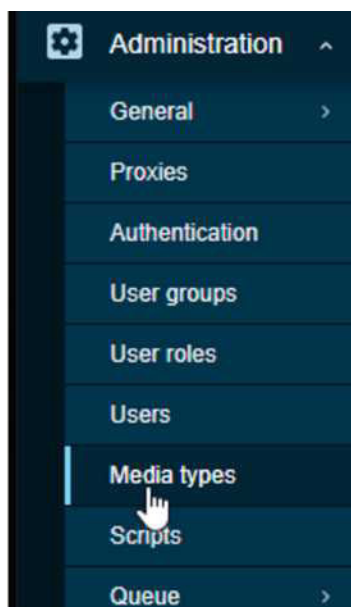 Administration
General
Proxies
Authentication
User groups
User roles
Users
Media types
Scripts
Queue